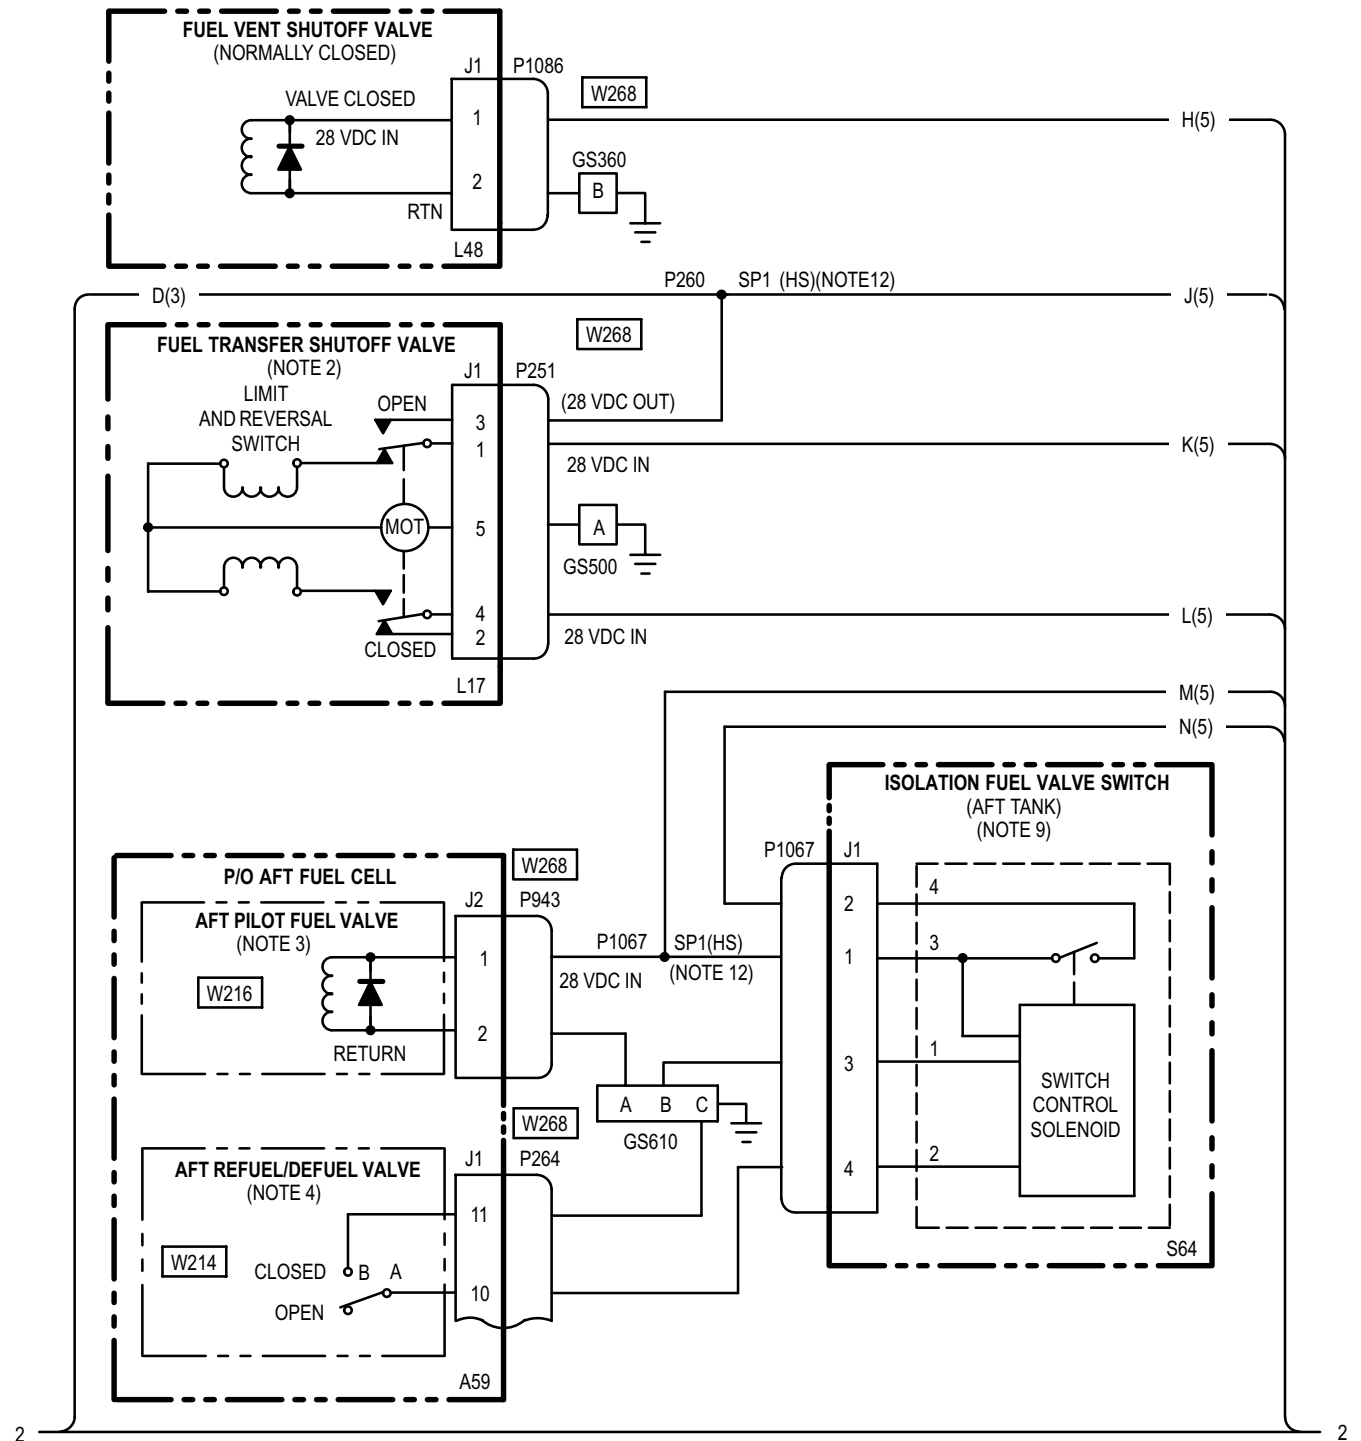 FUEL VENT SHUTOFF VALVE
(NORMALLY CLOSED)
J1
P1086
W268
VALVE CLOSED
1
28 VDC IN
H(5)
GS360
2
B
RTN
L48
P260
SP1 (HS)(NOTE12)
D(3)
J(5)
W268
FUEL TRANSFER SHUTOFF VALVE
(NOTE 2)
J1
P251
LIMIT
AND REVERSAL
SWITCH
OPEN
(28 VDC OUT)
3
1
K(5)
28 VDC IN
MOT
5
A
GS500
4
2
L(5)
28 VDC IN
CLOSED
L17
M(5)
N(5)
ISOLATION FUEL VALVE SWITCH
(AFT TANK)
(NOTE 9)
P1067
J1
W268
P/O AFT FUEL CELL
J2
P943
4
2
AFT PILOT FUEL VALVE
(NOTE 3)
P1067
SP1(HS)
(NOTE 12)
3
1
1
28 VDC IN
W216
2
RETURN
1
3
SWITCH
CONTROL
SOLENOID
A
B
C
GS610
W268
2
4
AFT REFUEL/DEFUEL VALVE
(NOTE 4)
J1
P264
11
W214
CLOSED
B
A
OPEN
10
S64
A59
2
2